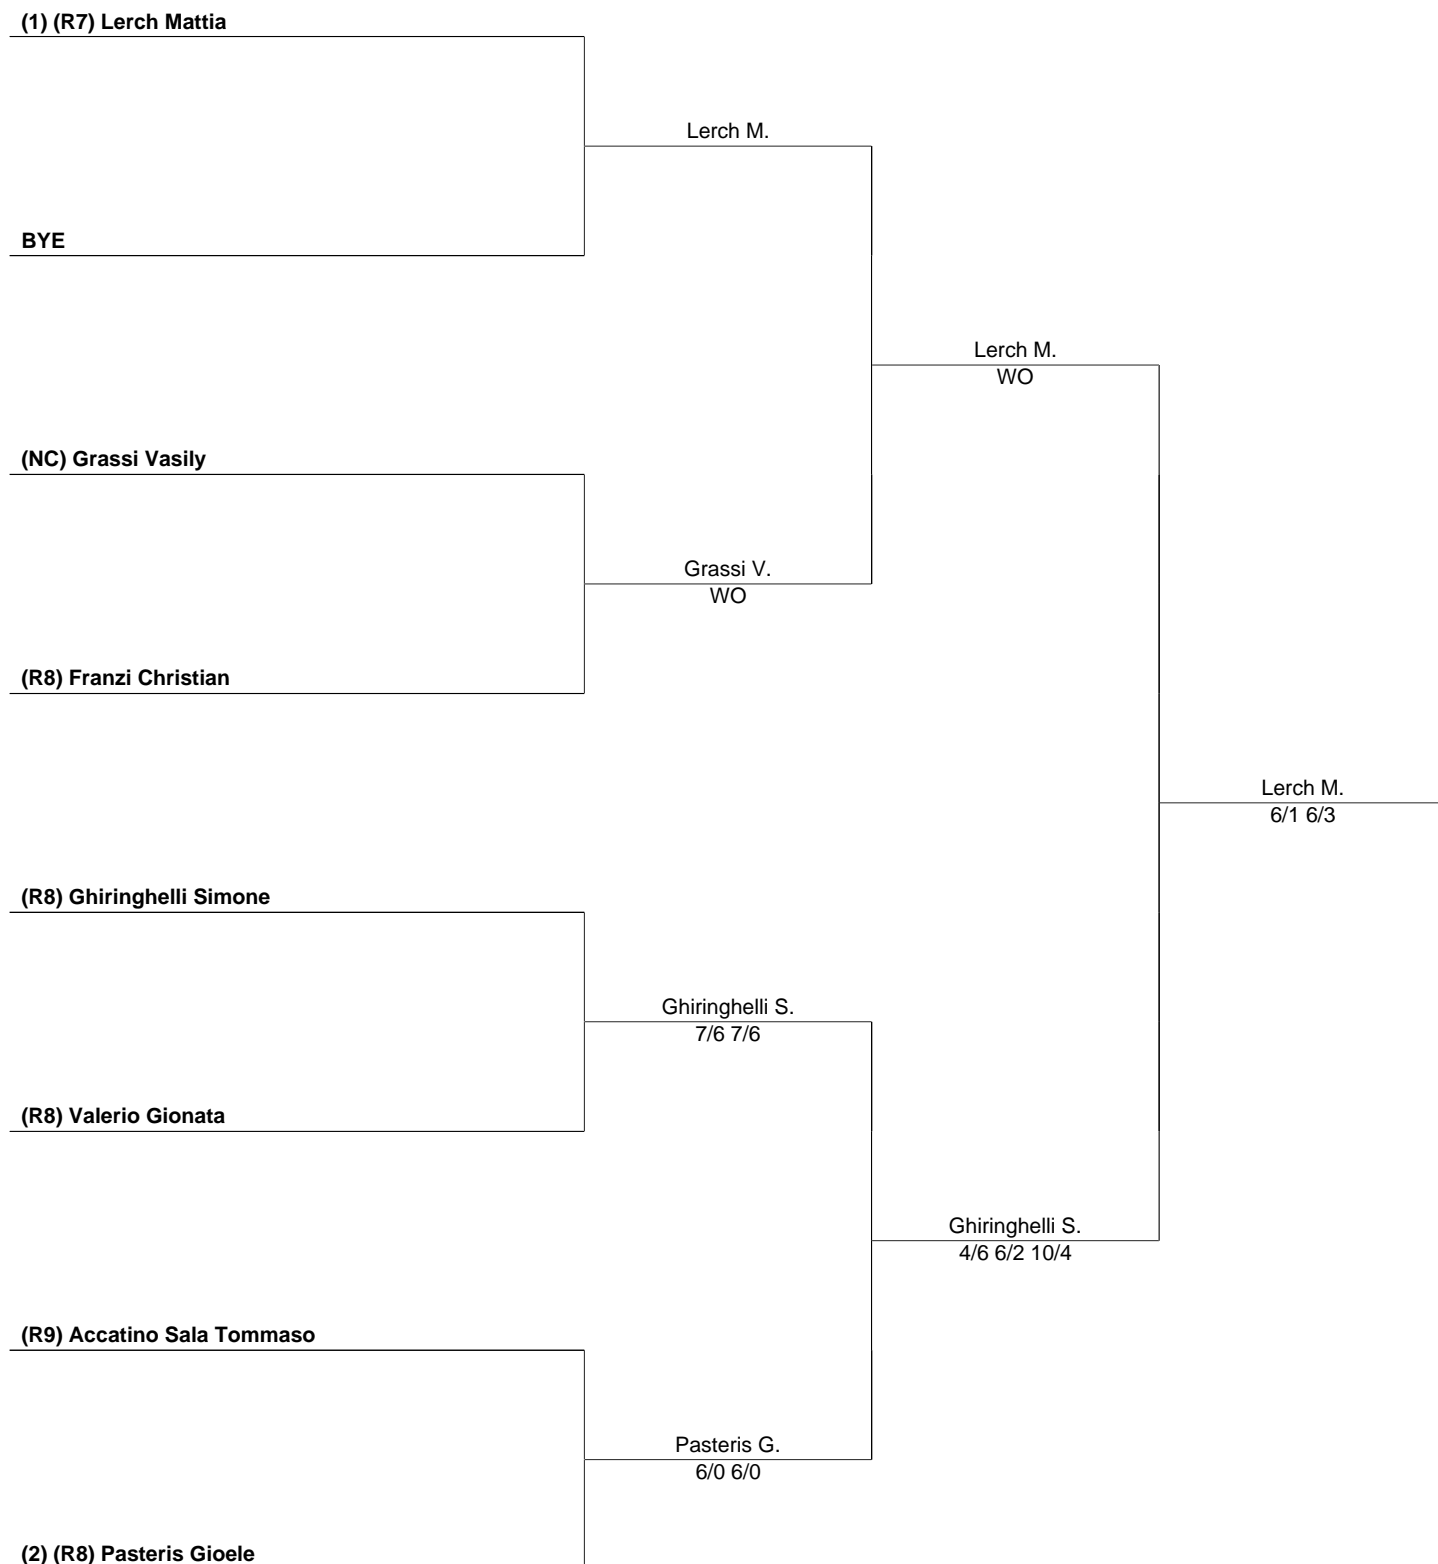 (1) (R7) Lerch Mattia
Lerch M.
BYE
Lerch M.
WO
(NC) Grassi Vasily
Grassi V.
WO
(R8) Franzi Christian
Lerch M.
6/1 6/3
(R8) Ghiringhelli Simone
Ghiringhelli S.
7/6 7/6
(R8) Valerio Gionata
Ghiringhelli S.
4/6 6/2 10/4
(R9) Accatino Sala Tommaso
Pasteris G.
6/0 6/0
(2) (R8) Pasteris Gioele